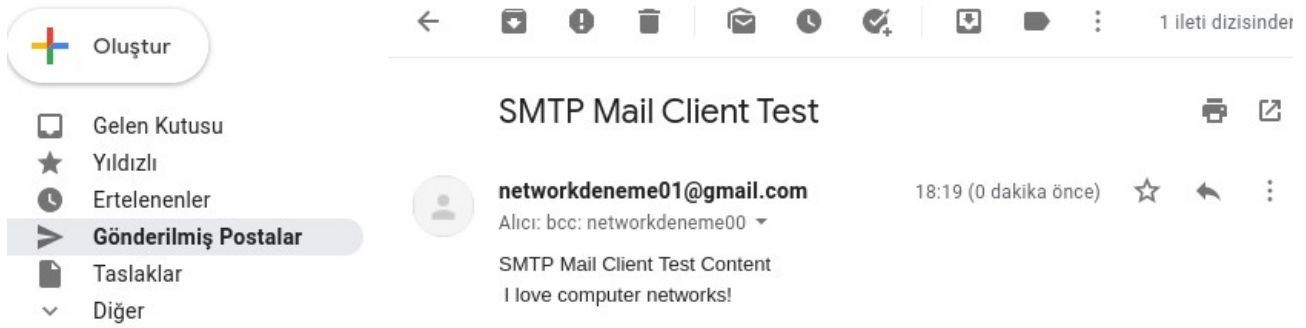 Oluştur
Gelen Kutusu
Yıldızlı
Ertelenenler
Gönderilmiş Postalar
Taslaklar
Diğer
1 ileti dizisinden
SMTP Mail Client Test
networkdeneme01@gmail.com 18:19 (0 dakika önce)
Alıcı: bcc: networkdeneme00
SMTP Mail Client Test Content
I love computer networks!